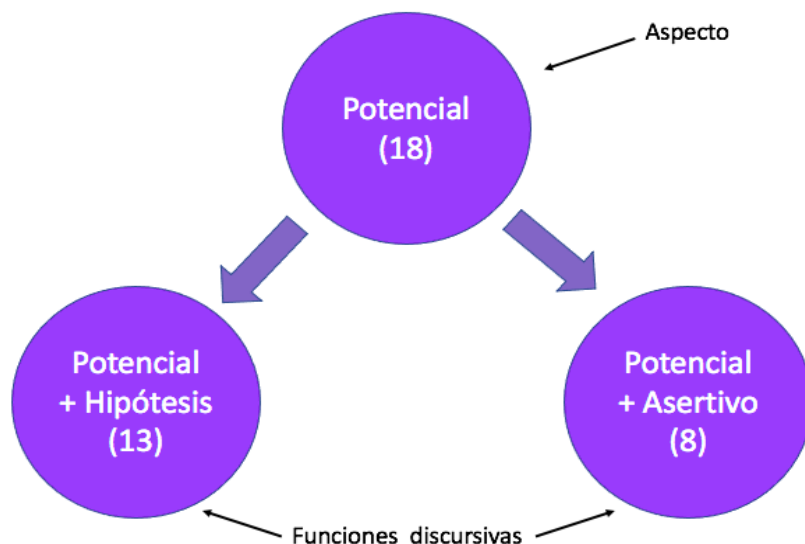 Aspecto
Potencial
(18)
Potencial
+ Hipótesis
(13)
Potencial
+ Asertivo
(8)
Funciones discursivas